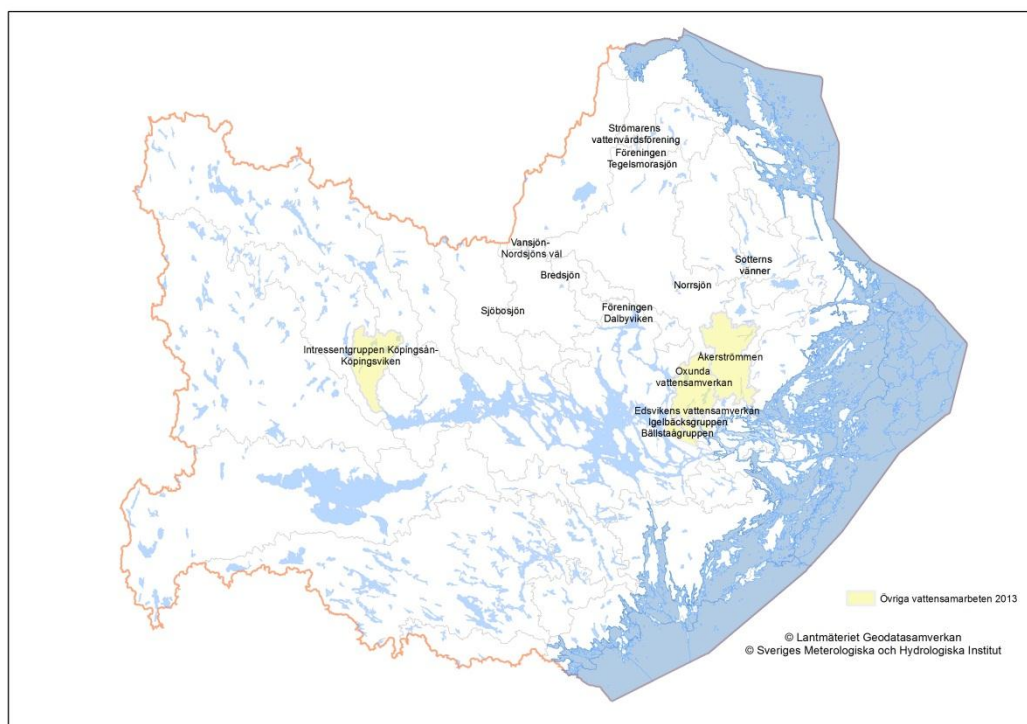 Strömarens
vattenvårdsförening
Föreningen
Tegelsmorasjön
Vansjön-
Nordsjöns väl
Bredsjön
Sotterns
vänner
Norrsjön
Sjöbosjön
Föreningen
Dalbyviken
Intressentgruppen Köpingsån-
Köpingsviken
Åkerströmmen
Oxunda
vattensamverkan
Edsvikens vattensamverkan
Igelbäcksgruppen
Bällstaågruppen
Övriga vattensamarbeten 2013
© Lantmäteriet Geodatasamverkan
© Sveriges Meterologiska och Hydrologiska Institut